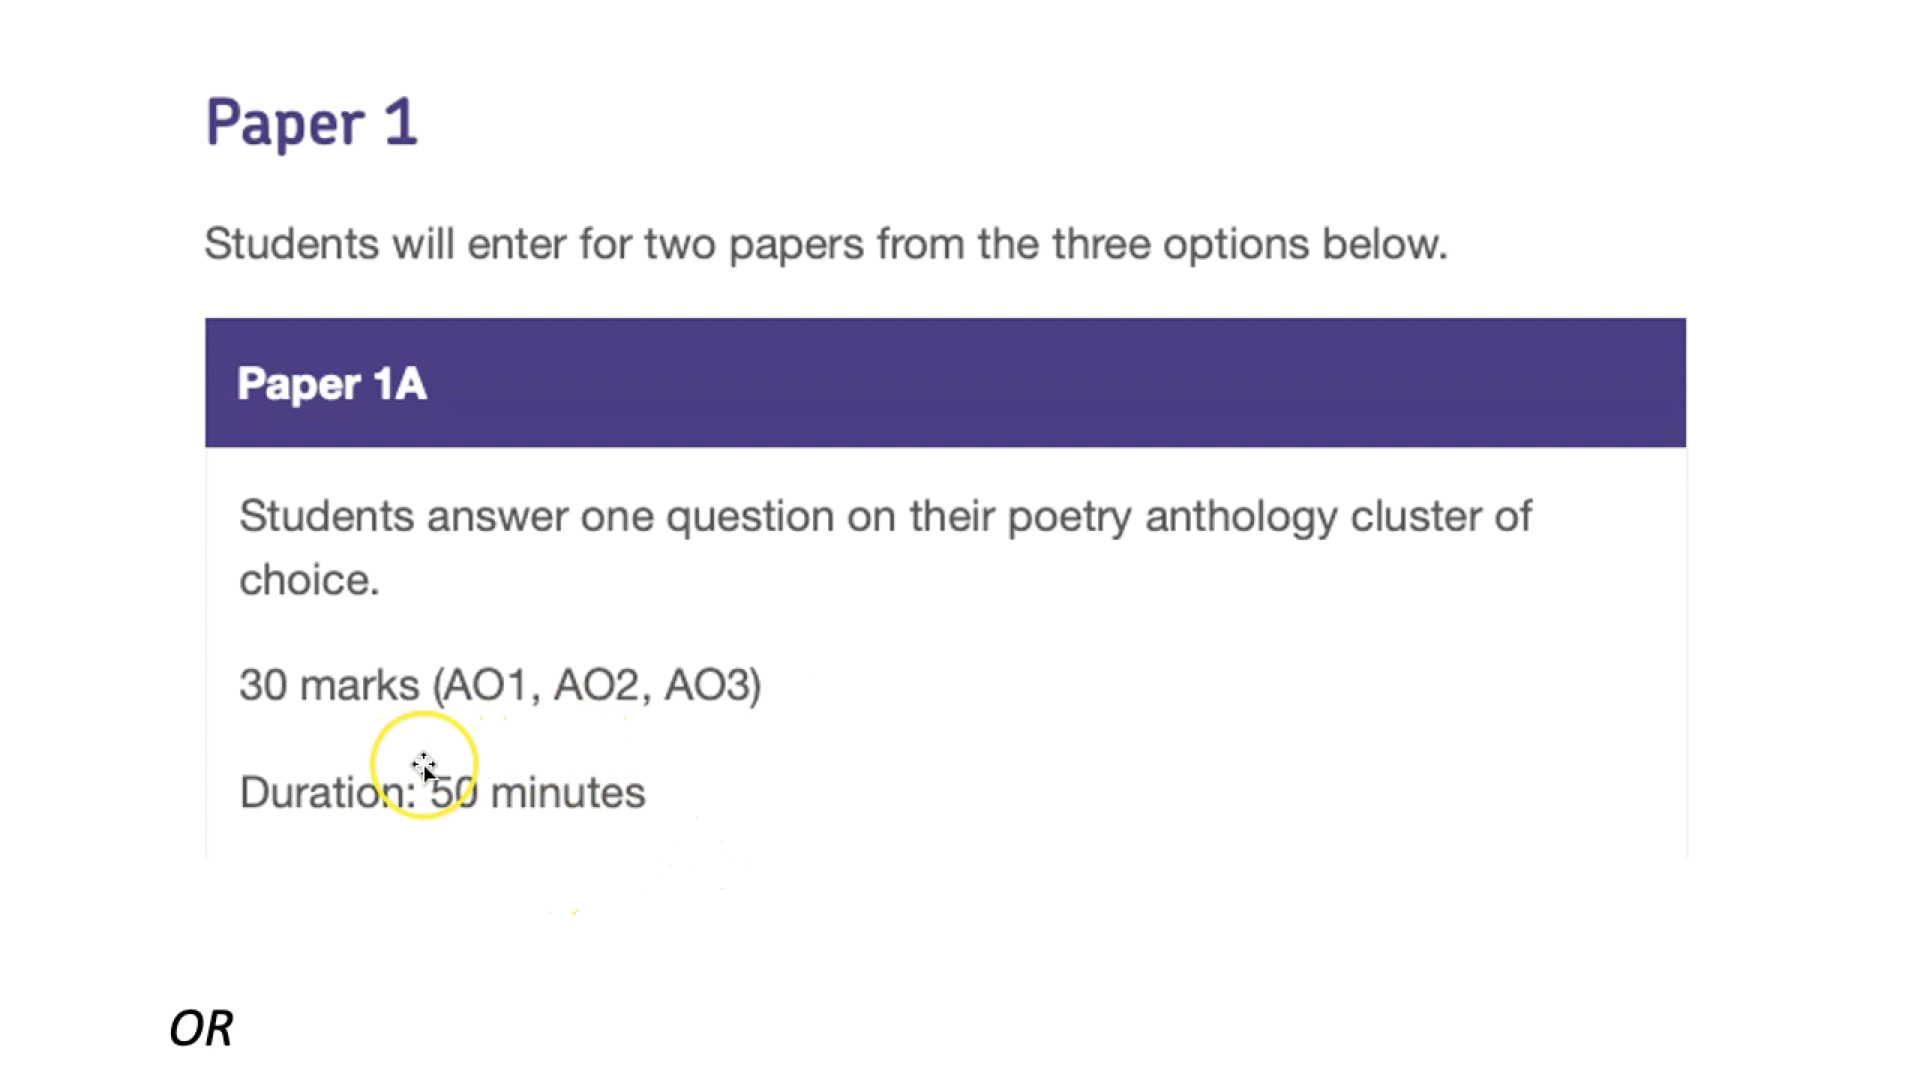 Paper 1
Students will enter for two papers from the three options below.
Paper 1A
Students answer one question on their poetry anthology cluster of
choice.
30 marks (AO1, AO2, AO3)
Duration: 50 minutes
OR